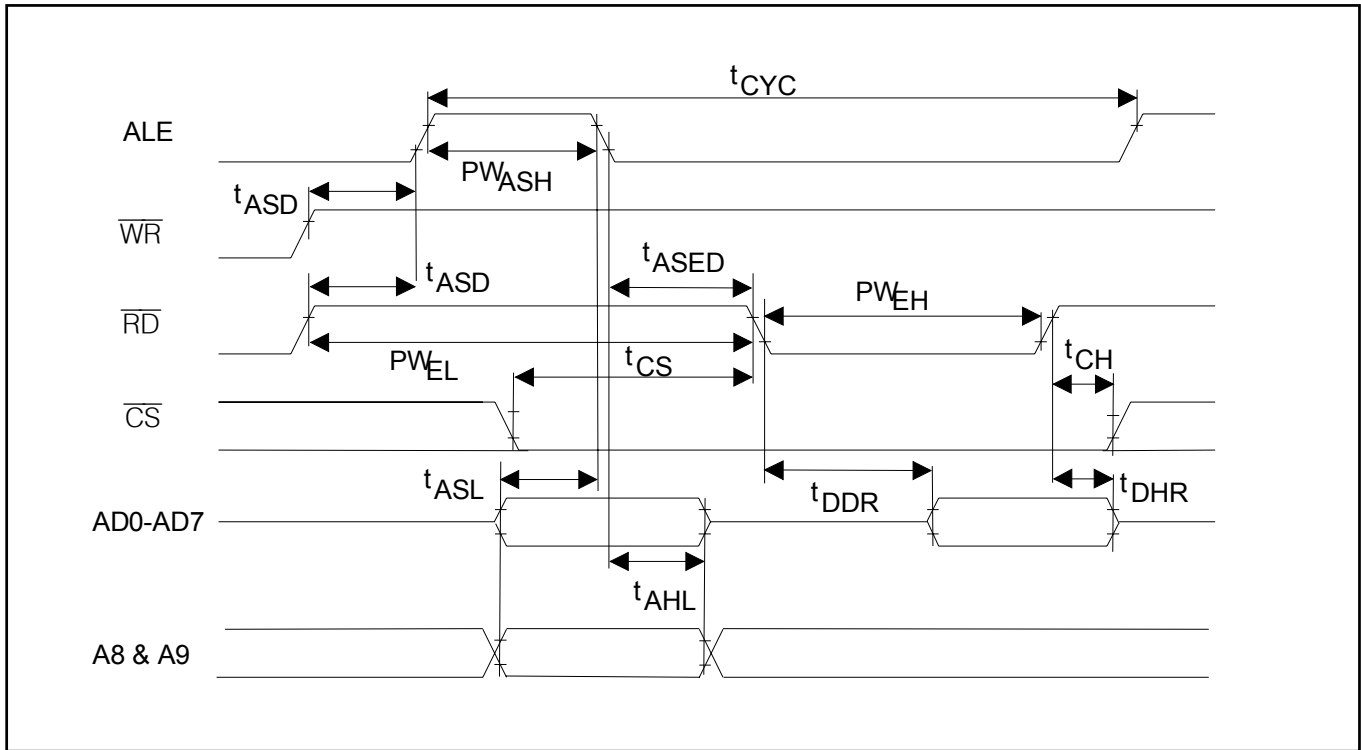 tCYC
ALE
PWASH
tASD
WR
tASED
tASD
PWEH
RD
PWEL
tCS
tCH
CS
tASL
tDDR
tDHR
AD0-AD7
tAHL
A8 & A9